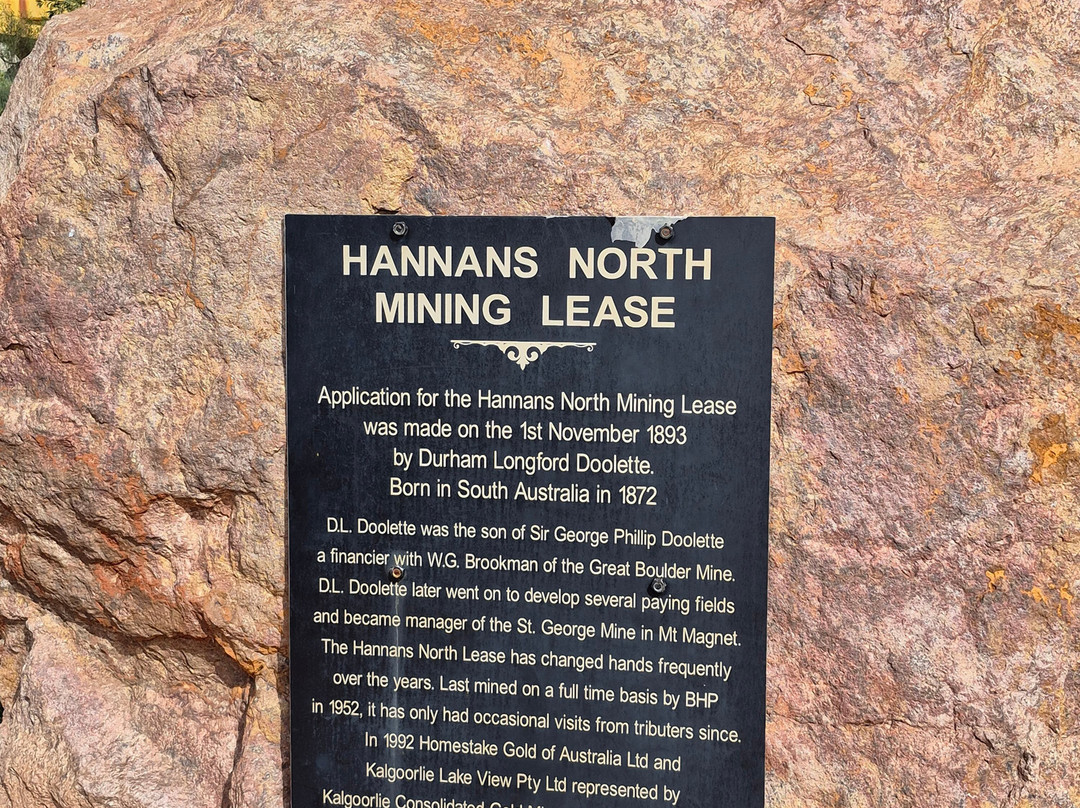 HANNANS NORTH
MINING LEASE
Application for the Hannans North Mining Lease
was made on the 1st November 1893
by Durham Longford Doolette.
Born in South Australia in 1872
D.L. Doolette was the son of Sir George Phillip Doolette
a financier with W.G. Brookman of the Great Boulder Mine.
D.L. Doolette later went on to develop several paying fields
and became manager of the St. George Mine in Mt Magnet.
The Hannans North Lease has changed hands frequently
over the years. Last mined on a full time basis by BHP
in 1952, it has only had occasional visits from tributers since.
In 1992 Homestake Gold of Australia Ltd and
Kalgoorlie Lake View Pty Ltd represented by
Kalgoorlie Consolidated Gold